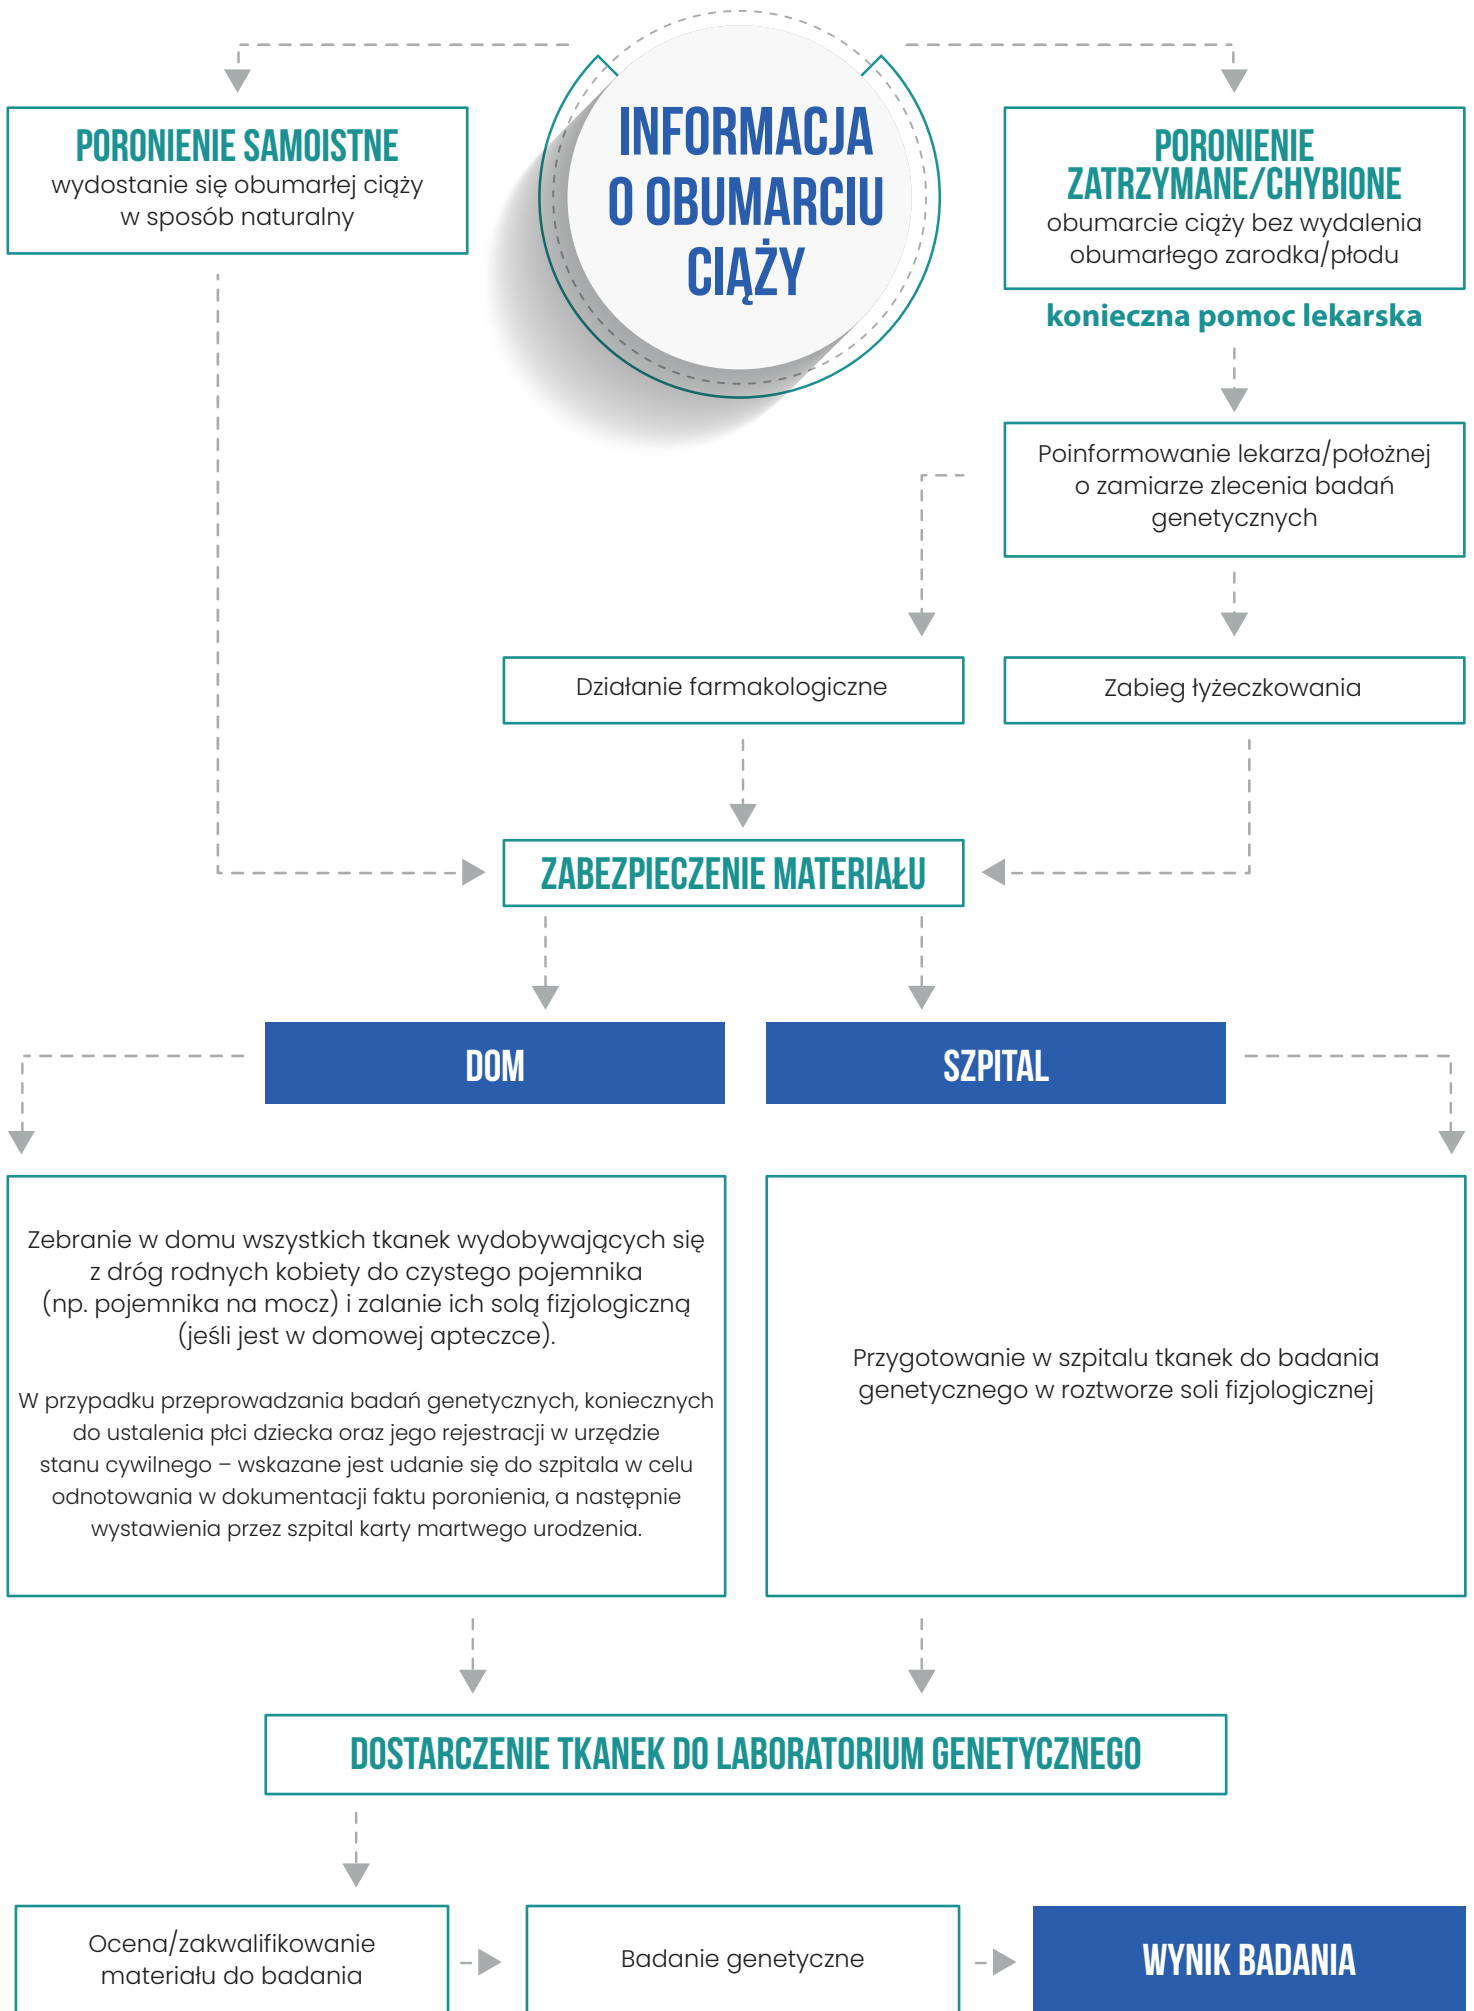 INFORMACJA
O OBUMARCIU
CIĄŻY
PORONIENIE SAMOISTNE
wydostanie się obumarłej ciąży
w sposób naturalny
PORONIENIE
ZATRZYMANE/CHYBIONE
obumarcie ciąży bez wydalenia
obumarłego zarodka/płodu
konieczna pomoc lekarska
Poinformowanie lekarza/położnej
o zamiarze zlecenia badań
genetycznych
Działanie farmakologiczne
Zabieg łyżeczkowania
ZABEZPIECZENIE MATERIAŁU
DOM
SZPITAL
Zebranie w domu wszystkich tkanek wydobywających się
z dróg rodnych kobiety do czystego pojemnika
(np. pojemnika na mocz) i zalanie ich solą fizjologiczną
(jeśli jest w domowej apteczce).
W przypadku przeprowadzania badań genetycznych, koniecznych
do ustalenia płci dziecka oraz jego rejestracji w urzędzie
stanu cywilnego – wskazane jest udanie się do szpitala w celu
odnotowania w dokumentacji faktu poronienia, a następnie
wystawienia przez szpital karty martwego urodzenia.
Przygotowanie w szpitalu tkanek do badania
genetycznego w roztworze soli fizjologicznej
DOSTARCZENIE TKANEK DO LABORATORIUM GENETYCZNEGO
Ocena/zakwalifikowanie
materiału do badania
Badanie genetyczne
WYNIK BADANIA